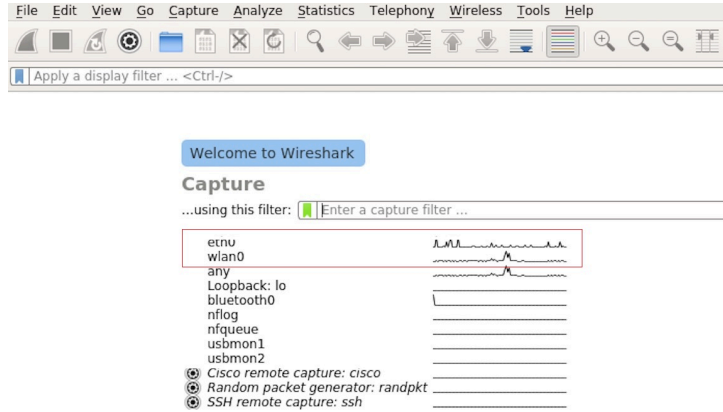 File Edit View Go Capture Analyze Statistics Telephony Wireless Tools Help
Apply a display filter ... <Ctrl-/>
Welcome to Wireshark
Capture
...using this filter: Enter a capture filter ...
eth0
wlan0
any
Loopback: lo
bluetooth0
nflog
nfqueue
usbmon1
usbmon2
Cisco remote capture: cisco
Random packet generator: randpkt
SSH remote capture: ssh